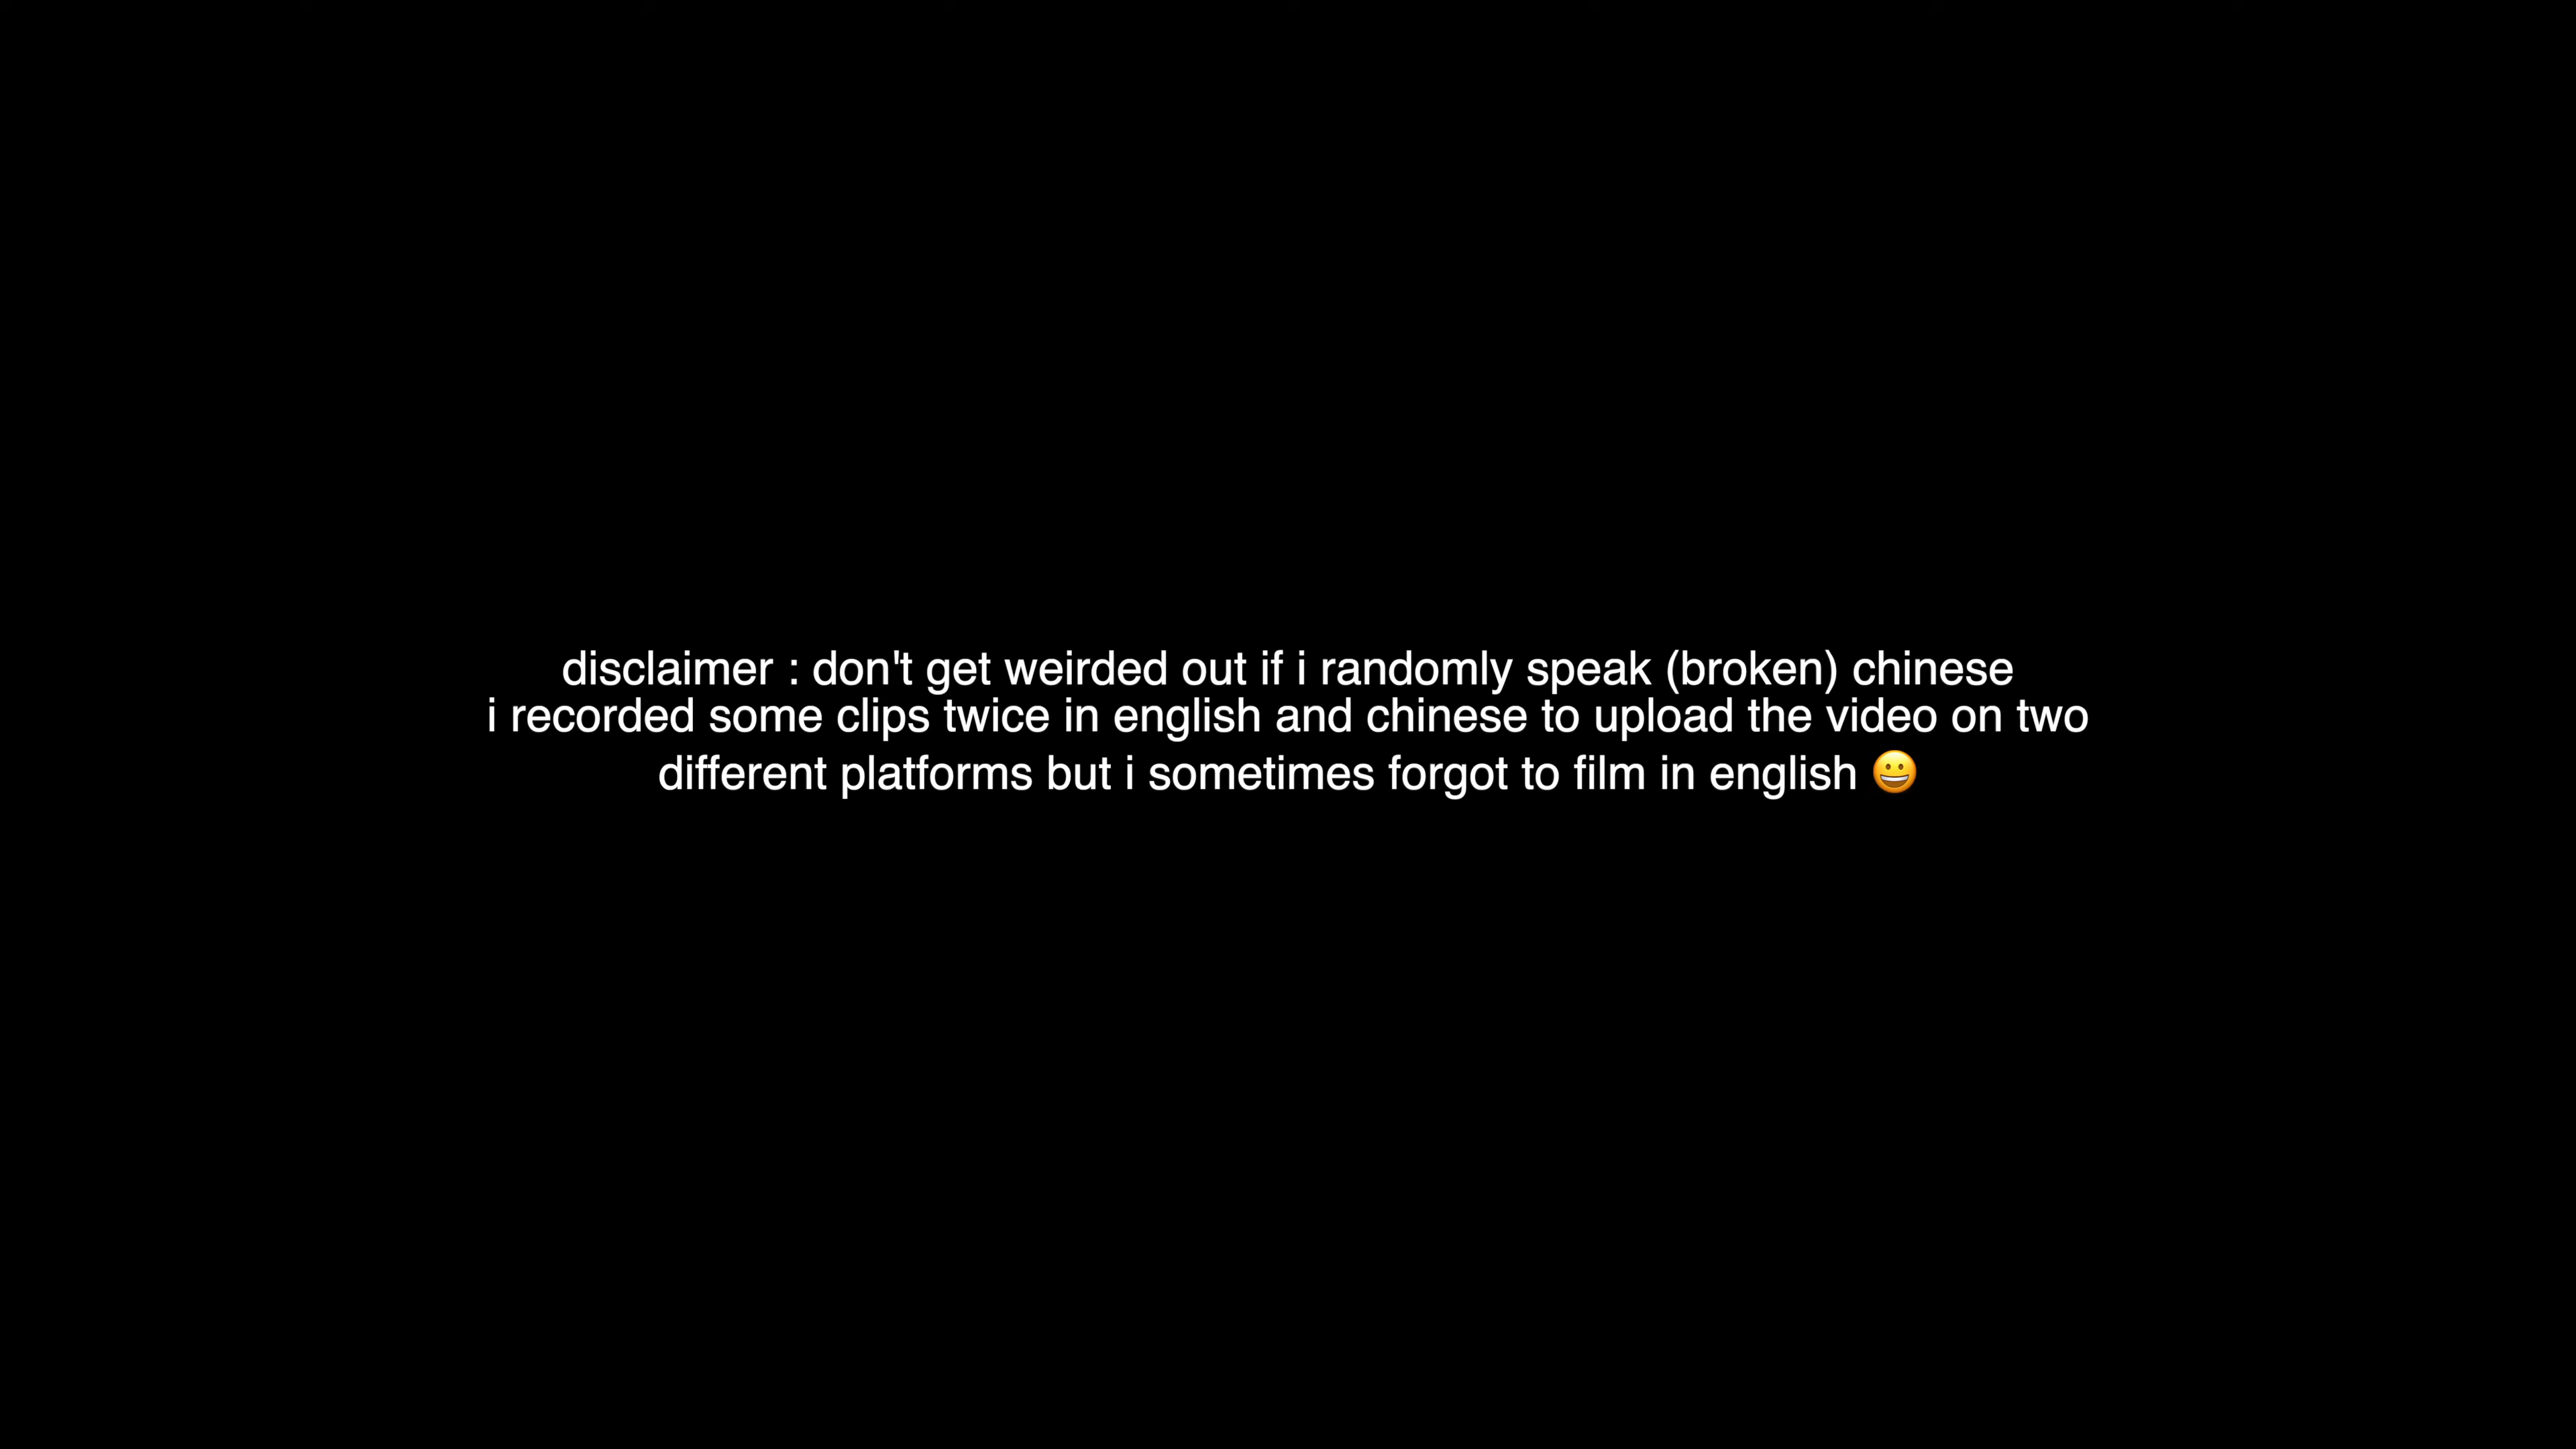 disclaimer : don't get weirded out if i randomly speak (broken) chinese
i recorded some clips twice in english and chinese to upload the video on two
different platforms but i sometimes forgot to film in english 😀